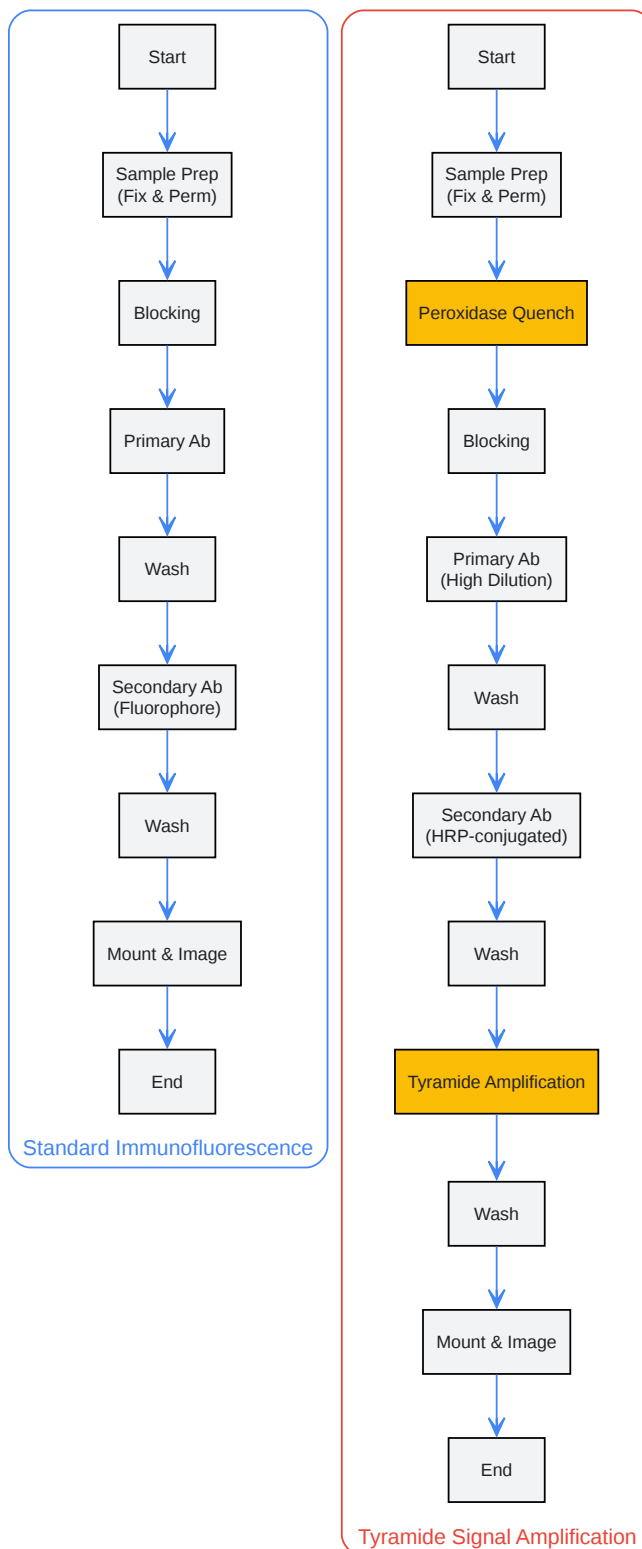 Start
Sample Prep
(Fix & Perm)
Blocking
Primary Ab
Wash
Secondary Ab
(Fluorophore)
Wash
Mount & Image
End
Standard Immunofluorescence
Start
Sample Prep
(Fix & Perm)
Peroxidase Quench
Blocking
Primary Ab
(High Dilution)
Wash
Secondary Ab
(HRP-conjugated)
Wash
Tyramide Amplification
Wash
Mount & Image
End
Tyramide Signal Amplification